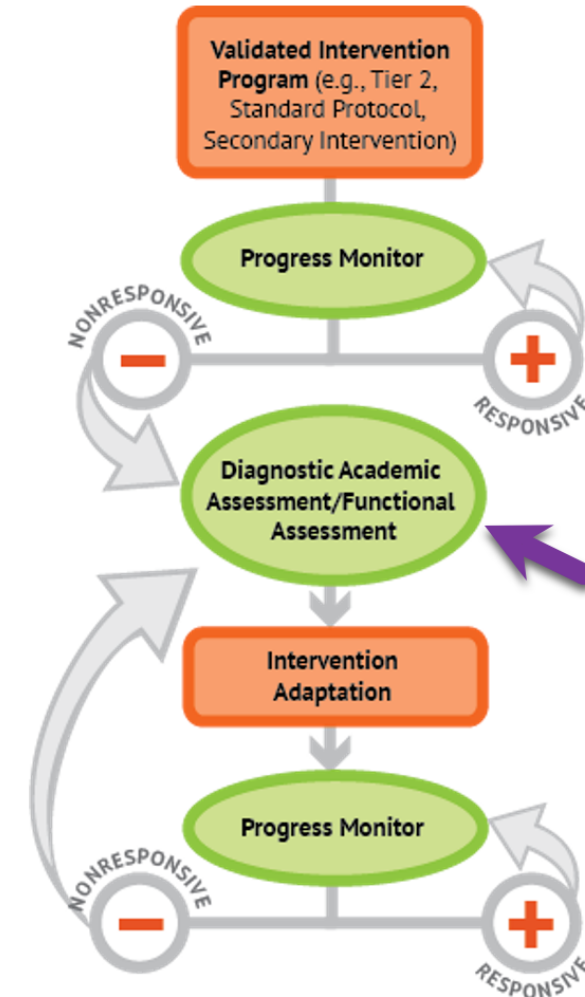 Validated Intervention
Program (e.g., Tier 2,
Standard Protocol,
Secondary Intervention)
Progress Monitor
NONRESPONSIVE
RESPONSIVE
Diagnostic Academic
Assessment/Functional
Assessment
Intervention
Adaptation
Progress Monitor
NONRESPONSIVE
RESPONSIVE